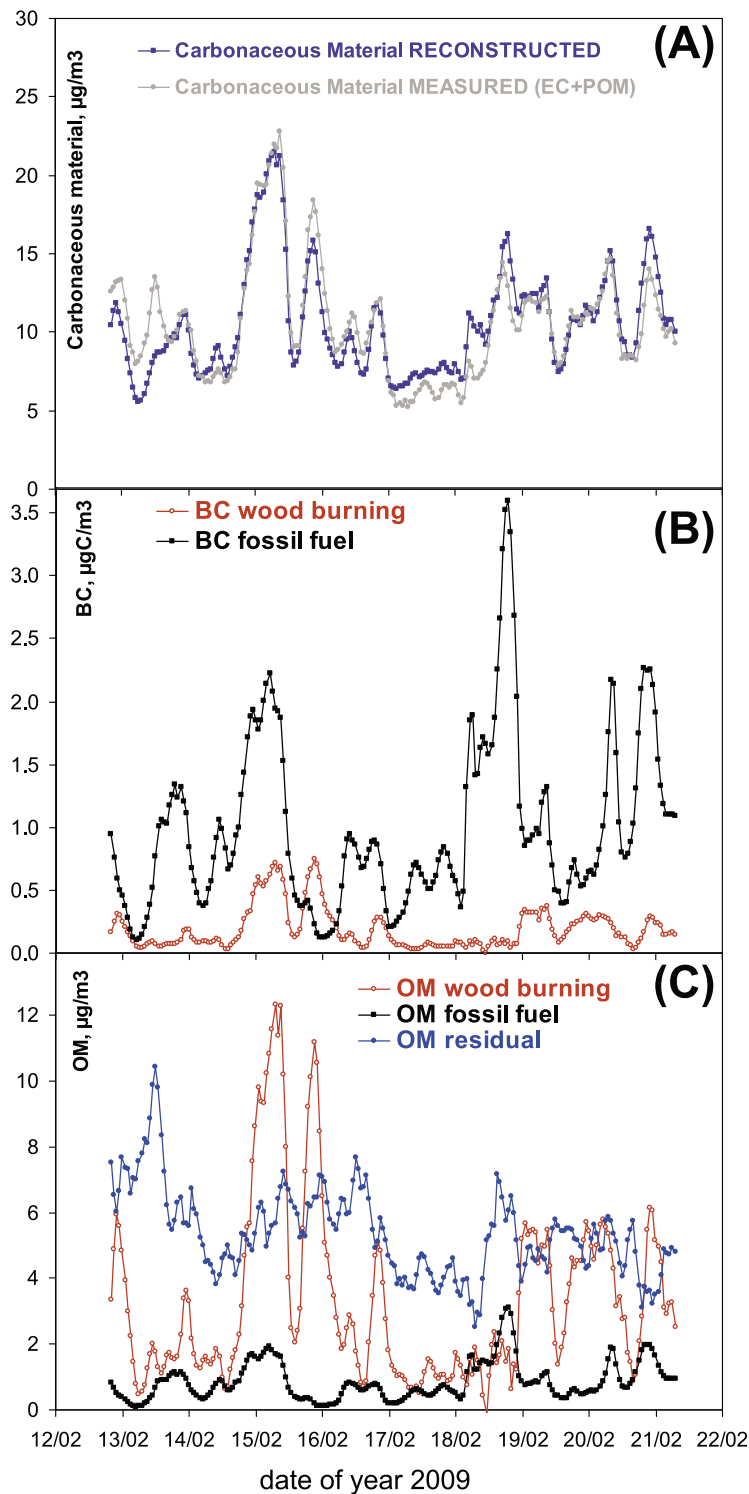 30
25
20
15
10
5
0
Carbonaceous material, µg/m3
Carbonaceous Material RECONSTRUCTED
Carbonaceous Material MEASURED (EC+POM)
(A)
3.5
3.0
2.5
2.0
1.5
1.0
0.5
0.0
BC, µgC/m3
BC wood burning
BC fossil fuel
(B)
12
10
8
6
4
2
0
OM, µg/m3
OM wood burning
OM fossil fuel
OM residual
(C)
12/02 13/02 14/02 15/02 16/02 17/02 18/02 19/02 20/02 21/02 22/02
date of year 2009